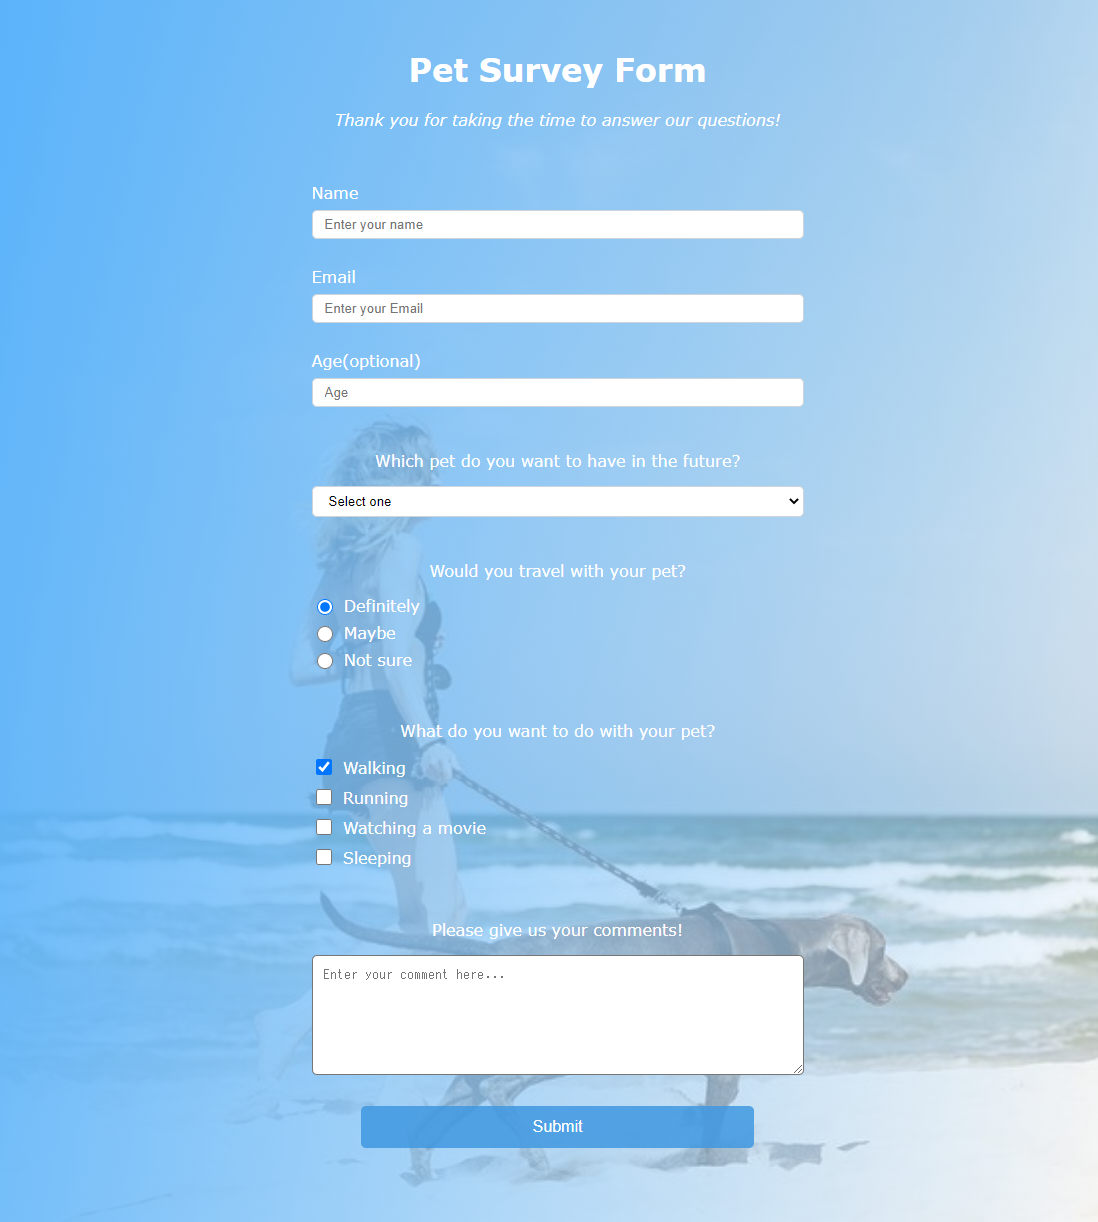 Pet Survey Form
Thank you for taking the time to answer our questions!
Name
Enter your name
Email
Enter your Email
Age(optional)
Age
Which pet do you want to have in the future?
Select one
Would you travel with your pet?
Definitely
Maybe
Not sure
What do you want to do with your pet?
Walking
Running
Watching a movie
Sleeping
Please give us your comments!
Enter your comment here...
Submit